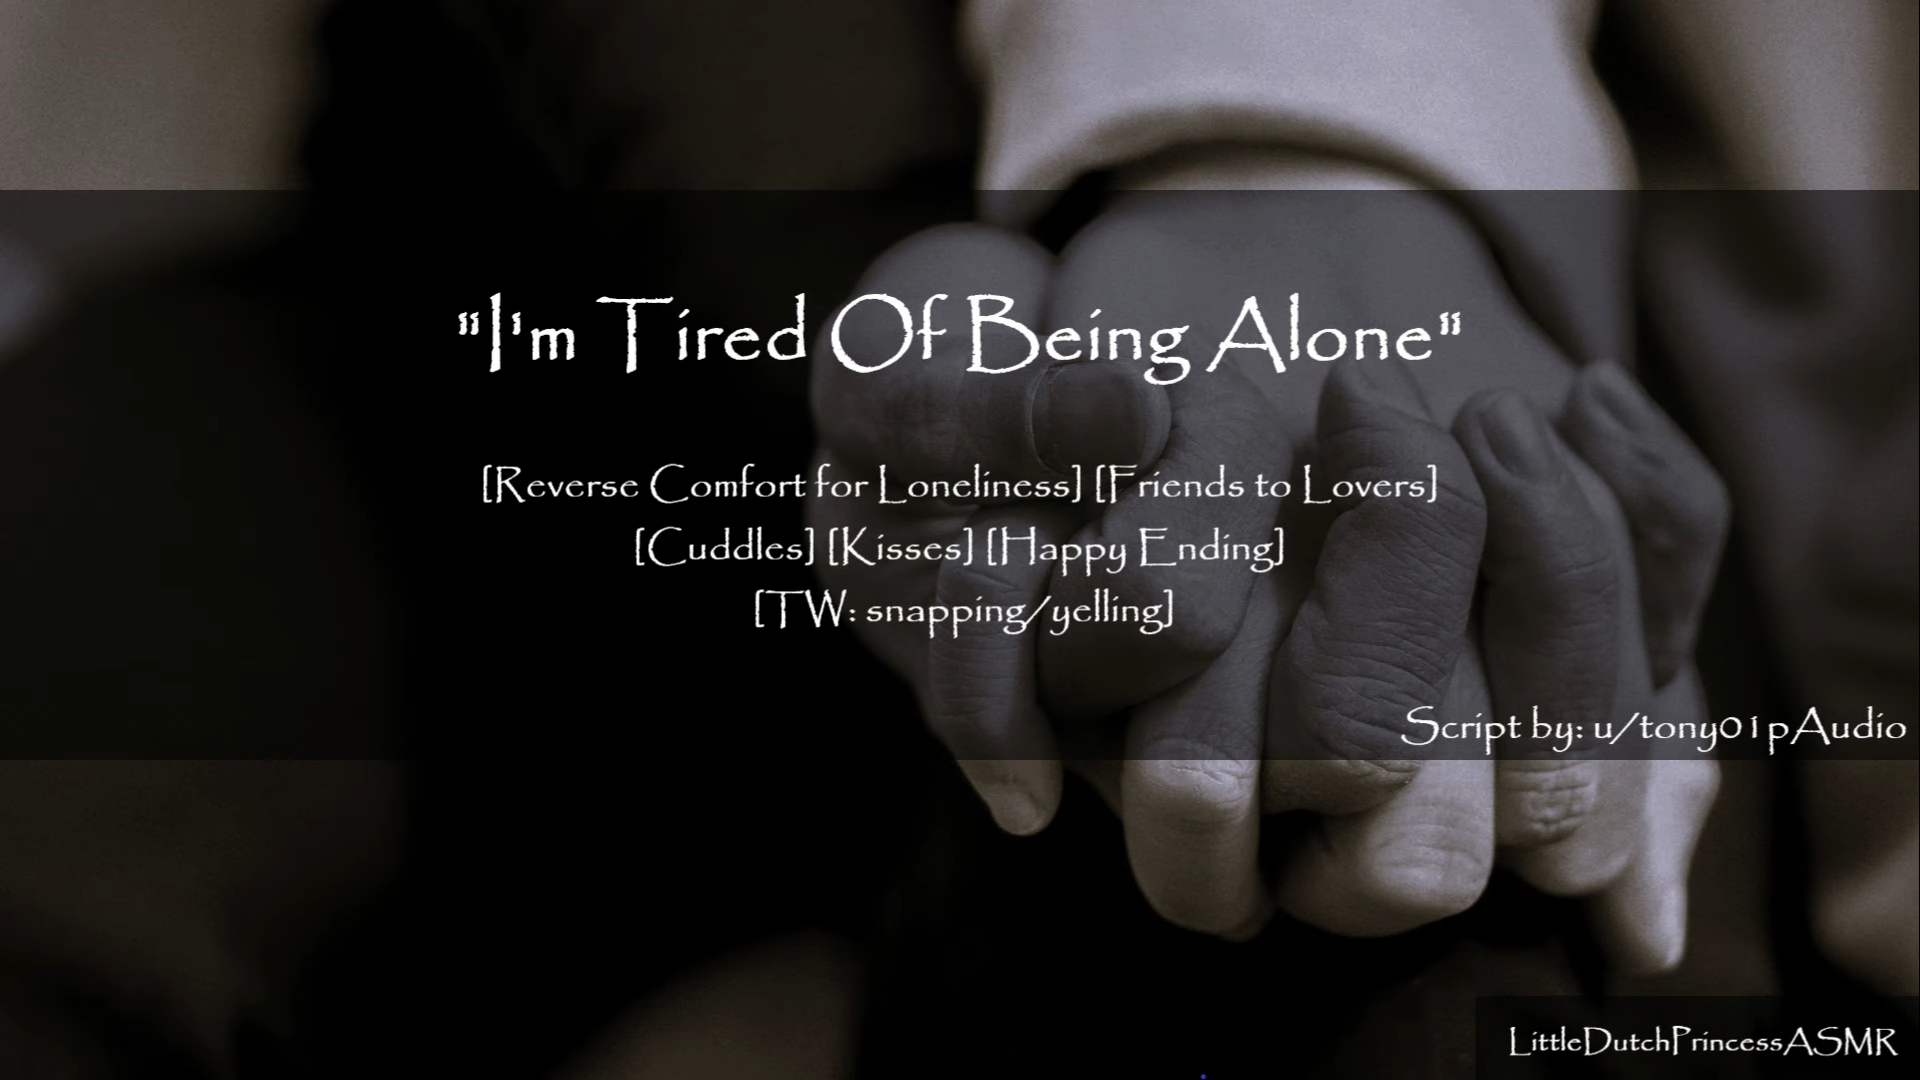 "I'm Tired Of Being Alone"
[Reverse Comfort for Loneliness] [Friends to Lovers]
[Cuddles] [Kisses] [Happy Ending]
[TW: snapping/yelling]
Script by: u/tony01pAudio
LittleDutchPrincessASMR